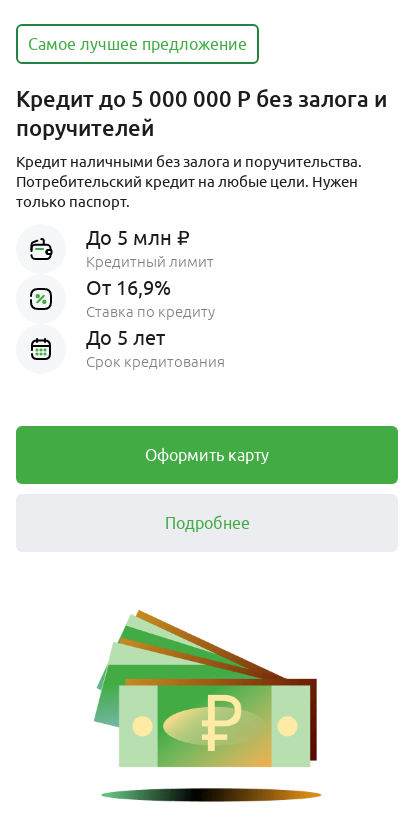 Самое лучшее предложение
Кредит до 5 000 000 Р без залога и
поручителей
Кредит наличными без залога и поручительства.
Потребительский кредит на любые цели. Нужен
только паспорт.
До 5 млн ₽
Кредитный лимит
От 16,9%
Ставка по кредиту
До 5 лет
Срок кредитования
Оформить карту
Подробнее
₽